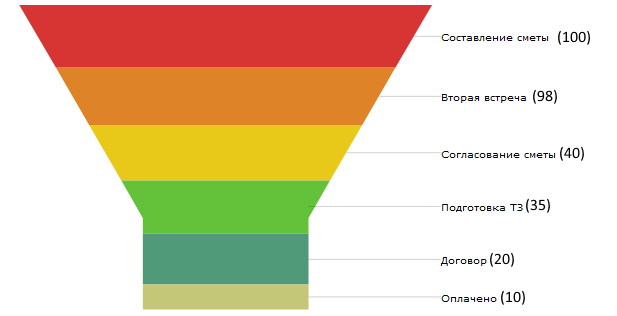 Составление сметы (100)
Вторая встреча (98)
Согласование сметы (40)
Подготовка ТЗ (35)
Договор (20)
Оплачено (10)